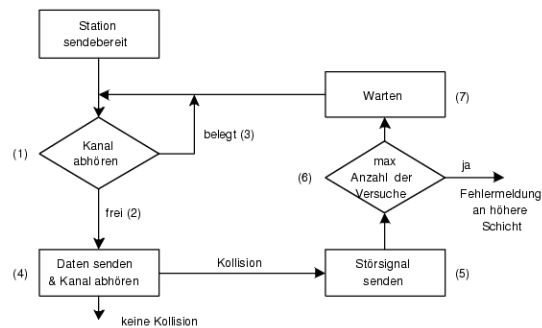 Station
sendebereit
Warten
(7)
belegt (3)
(1)
Kanal
abhören
(6)
max
Anzahl der
Versuche
ja
Fehlermeldung
an höhere
Schicht
frei (2)
(4)
Daten senden
& Kanal abhören
Kollision
Störsignal
senden
(5)
keine Kollision